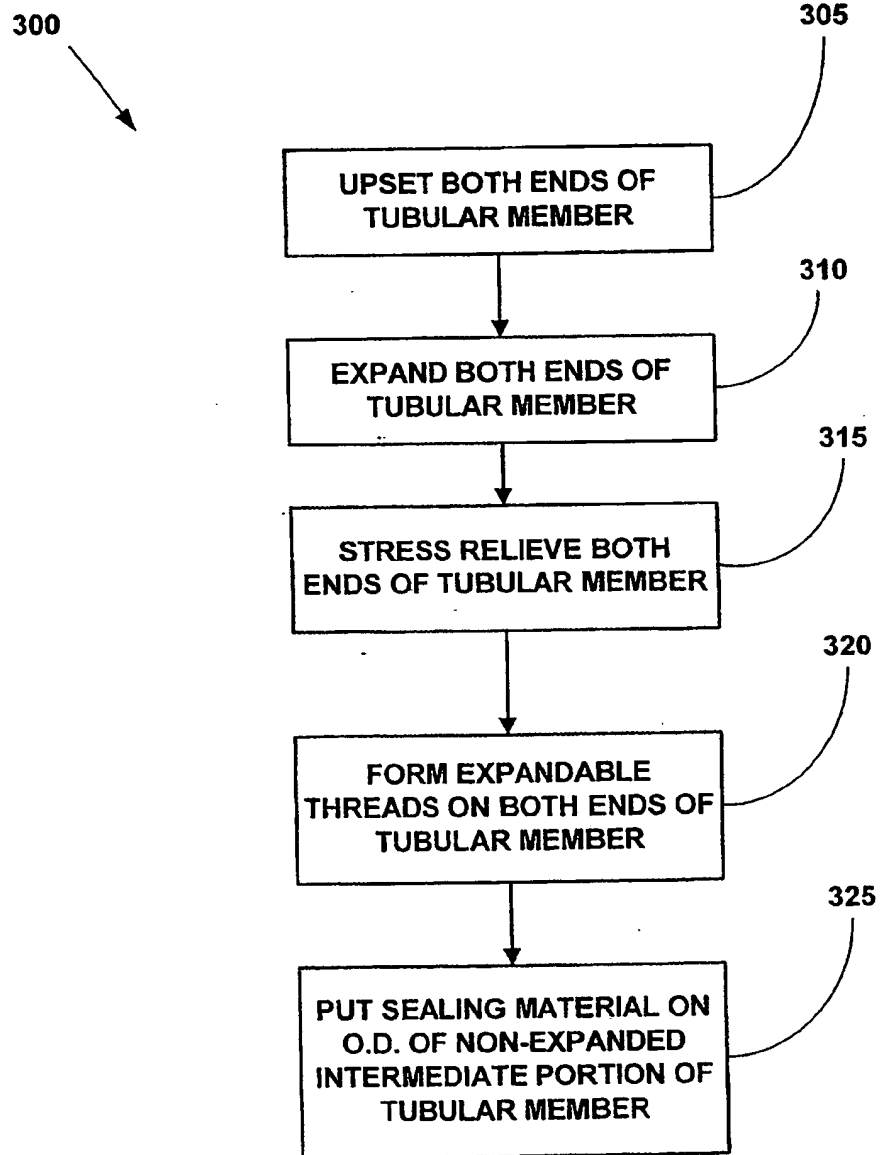 300
305
UPSET BOTH ENDS OF
TUBULAR MEMBER
310
EXPAND BOTH ENDS OF
TUBULAR MEMBER
315
STRESS RELIEVE BOTH
ENDS OF TUBULAR MEMBER
320
FORM EXPANDABLE
THREADS ON BOTH ENDS OF
TUBULAR MEMBER
325
PUT SEALING MATERIAL ON
O.D. OF NON-EXPANDED
INTERMEDIATE PORTION OF
TUBULAR MEMBER